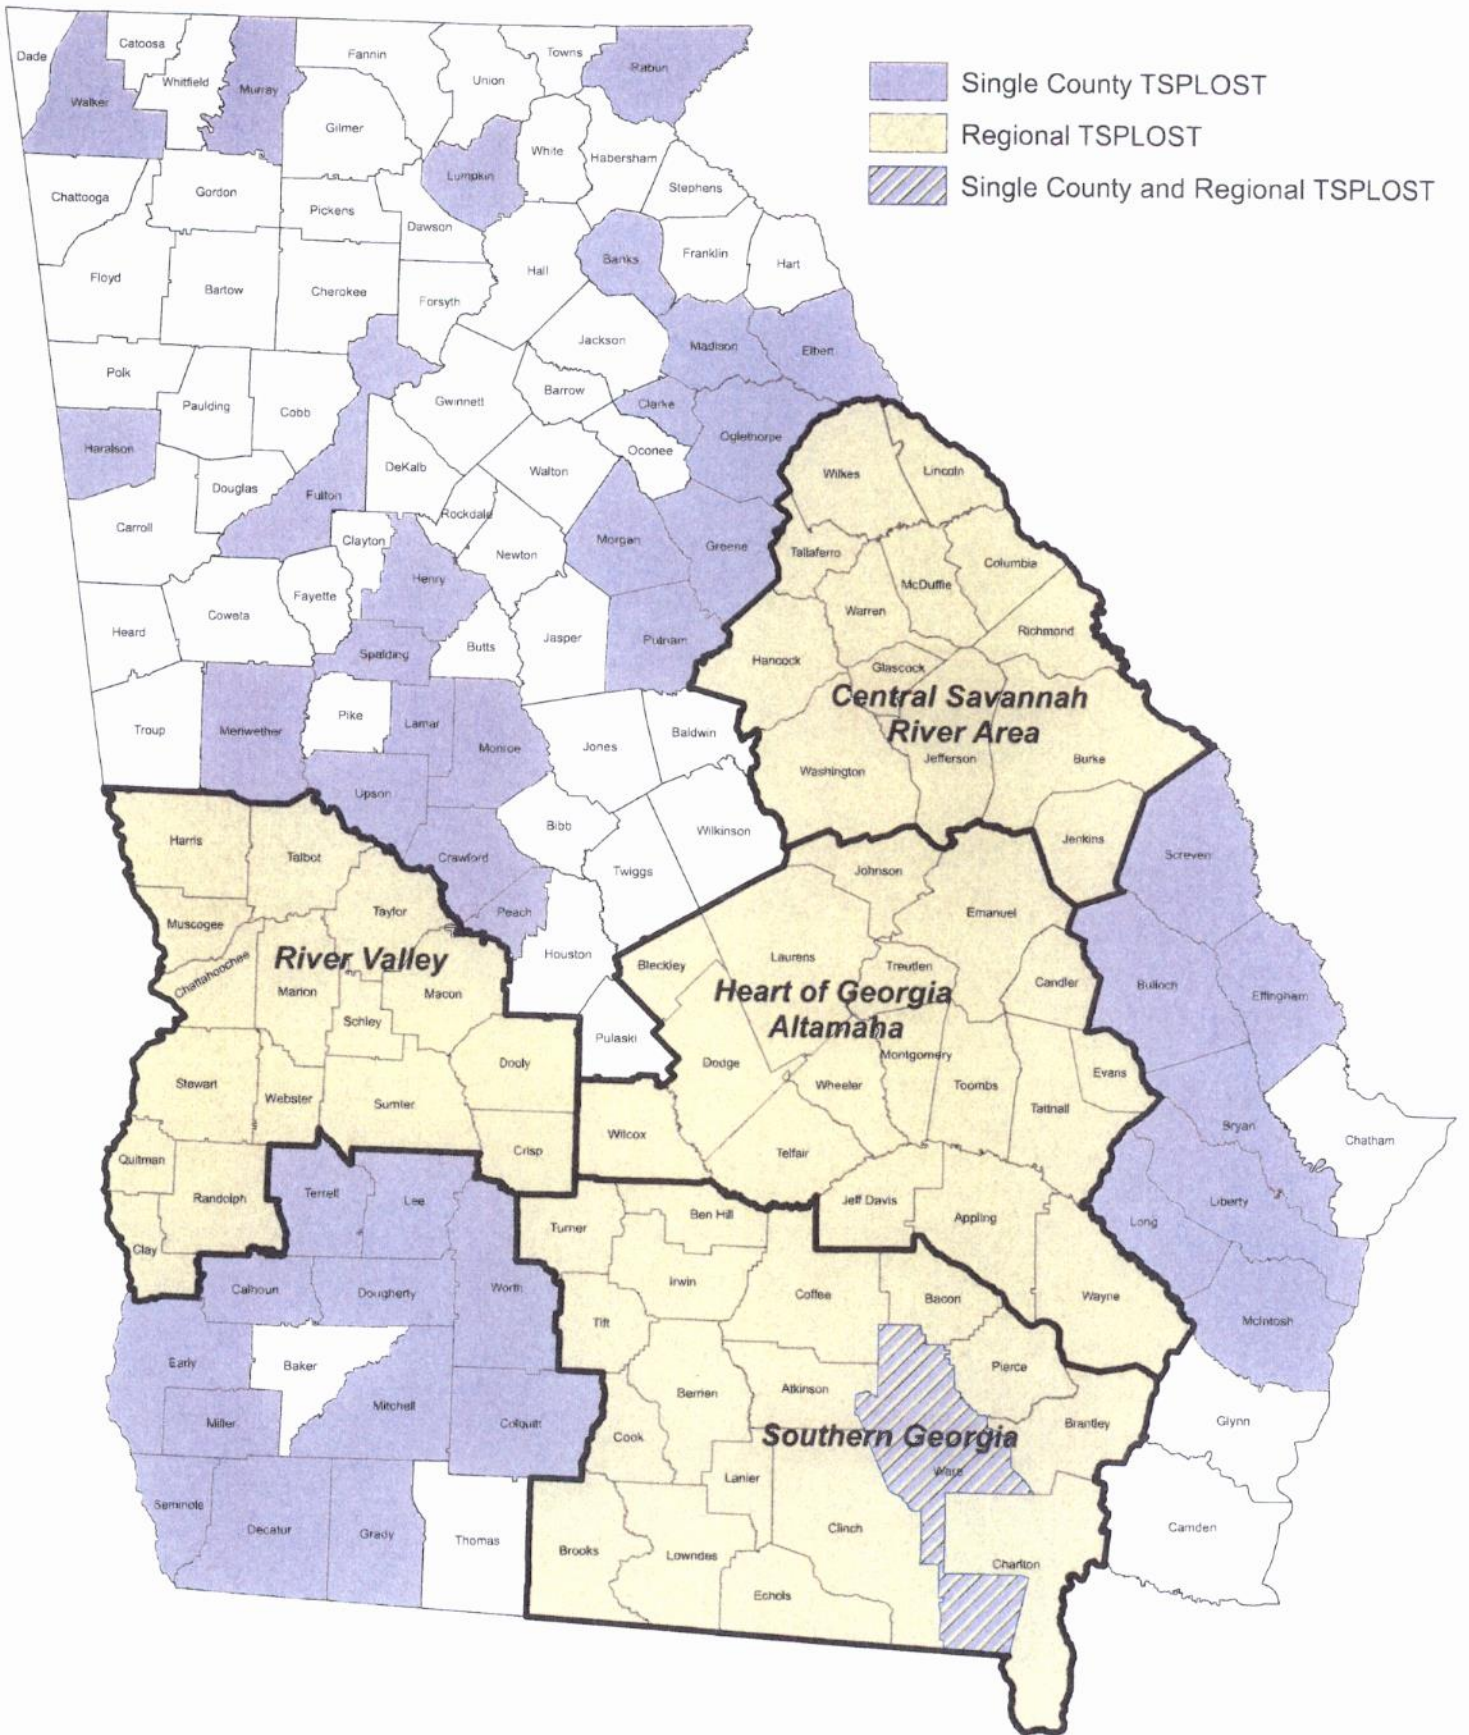 Single County TSPLOST
Regional TSPLOST
Single County and Regional TSPLOST
Dade
Catoosa
Walker
Whitfield
Murray
Fannin
Union
Towns
Rabun
Gilmer
Lumpkin
White
Habersham
Stephens
Chattooga
Gordon
Pickens
Dawson
Banks
Franklin
Hart
Floyd
Bartow
Cherokee
Forsyth
Hall
Jackson
Madison
Elbert
Polk
Paulding
Cobb
Gwinnett
Barrow
Clarke
Oglethorpe
Haralson
Douglas
Fulton
DeKalb
Walton
Oconee
Wilkes
Lincoln
Carroll
Clayton
Rockdale
Newton
Morgan
Greene
Taliaferro
McDuffie
Columbia
Henry
Heard
Coweta
Fayette
Spalding
Butts
Jasper
Putnam
Hancock
Warren
Glascock
Richmond
Central Savannah
River Area
Troup
Meriwether
Pike
Lamar
Monroe
Jones
Baldwin
Washington
Jefferson
Burke
Upson
Bibb
Wilkinson
Jenkins
Screven
Harris
Talbot
Crawford
Twiggs
Johnson
Emanuel
Muscogee
Taylor
Peach
Houston
Chattahoochee
River Valley
Marion
Macon
Schley
Bleckley
Laurens
Treutlen
Candler
Bulloch
Effingham
Heart of Georgia
Altamaha
Pulaski
Dodge
Wheeler
Montgomery
Toombs
Tattnall
Evans
Stewart
Webster
Sumter
Dooly
Crisp
Wilcox
Telfair
Bryan
Chatham
Quitman
Randolph
Clay
Terrell
Lee
Turner
Ben Hill
Jeff Davis
Appling
Long
Liberty
Calhoun
Dougherty
Worth
Irwin
Tift
Coffee
Bacon
Wayne
McIntosh
Early
Baker
Miller
Mitchell
Colquitt
Berrien
Cook
Atkinson
Pierce
Brantley
Glynn
Southern Georgia
Ware
Lanier
Seminole
Decatur
Grady
Thomas
Brooks
Lowndes
Clinch
Echols
Charlton
Camden